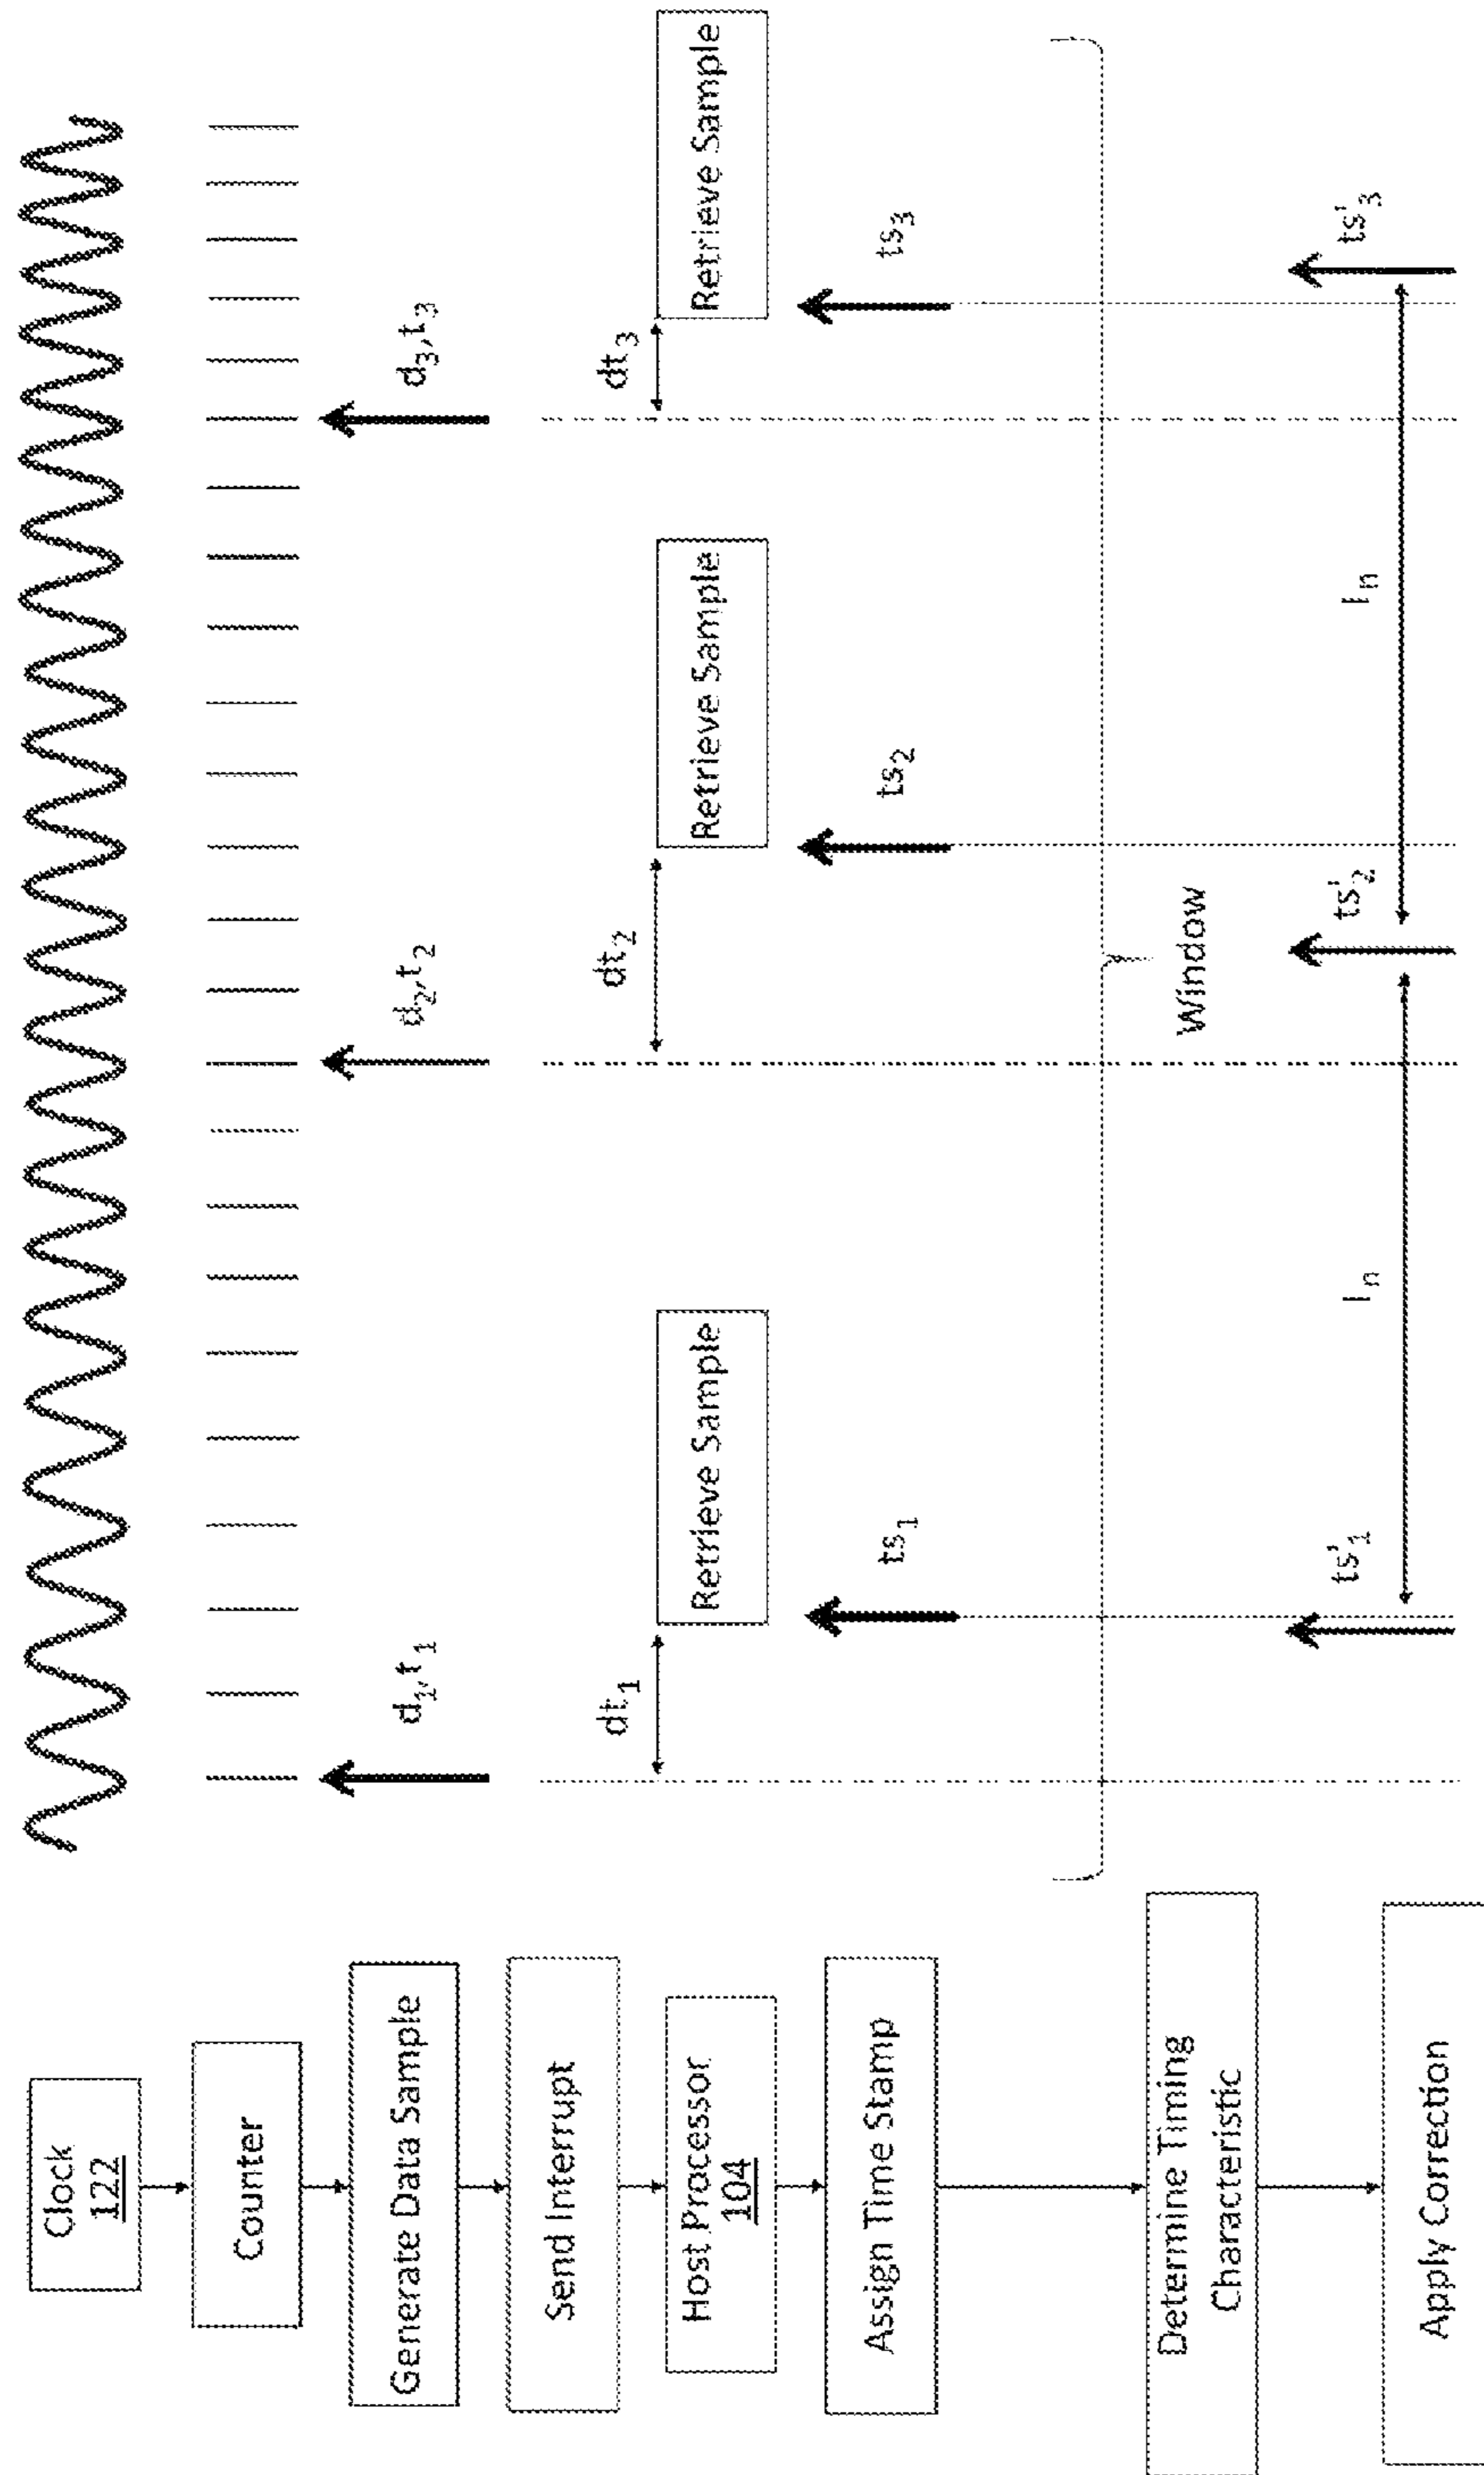 Clock
122
Counter
Generate Data Sample
d₁,t₁
d₂,t₂
d₃,t₃
Send Interrupt
Host Processor
104
dt₁
Retrieve Sample
dt₂
Retrieve Sample
dt₃
Retrieve Sample
Assign Time Stamp
ts₁
ts₂
ts₃
Window
Determine Timing
Characteristic
ts'₁
ts'₂
ts'₃
Apply Correction
Iₙ
Iₙ